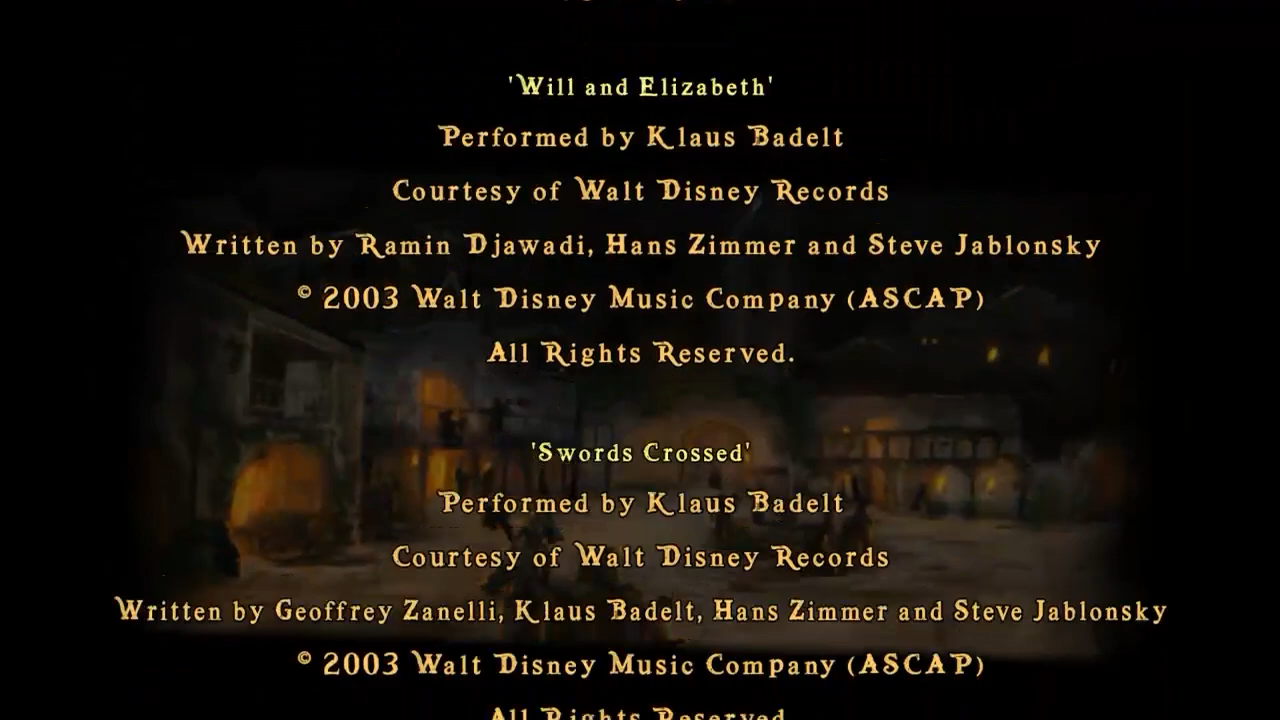 'Will and Elizabeth'
Performed by Klaus Badelt
Courtesy of Walt Disney Records
Written by Ramin Djawadi, Hans Zimmer and Steve Jablonsky
© 2003 Walt Disney Music Company (ASCAP)
All Rights Reserved.
'Swords Crossed'
Performed by Klaus Badelt
Courtesy of Walt Disney Records
Written by Geoffrey Zanelli, Klaus Badelt, Hans Zimmer and Steve Jablonsky
© 2003 Walt Disney Music Company (ASCAP)
All Rights Reserved.